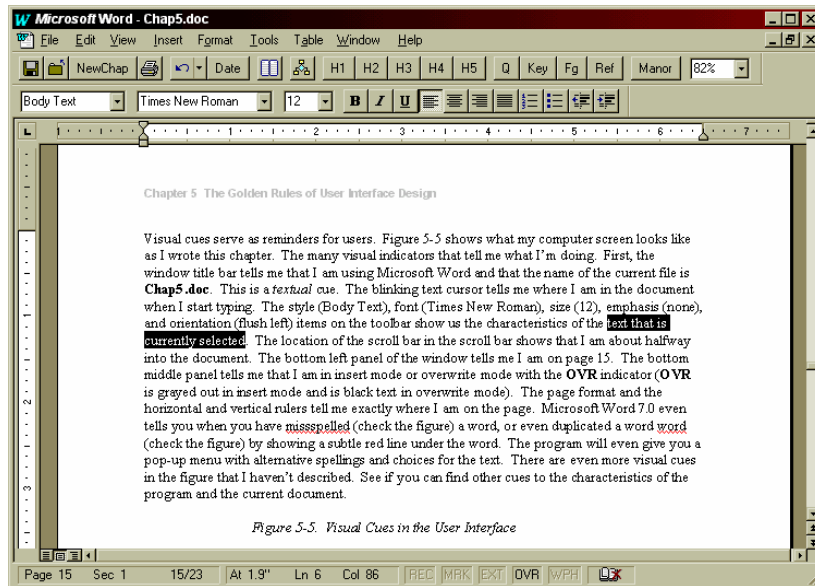 Microsoft Word - Chap5.doc
File Edit View Insert Format Tools Table Window Help
NewChap Date H1 H2 H3 H4 H5 Q Key Fg Ref Manor 82%
Body Text Times New Roman 12 B I U
1 1 2 3 4 5 6 7
Chapter 5 The Golden Rules of User Interface Design
Visual cues serve as reminders for users. Figure 5-5 shows what my computer screen looks like
as I wrote this chapter. The many visual indicators that tell me what I'm doing. First, the
window title bar tells me that I am using Microsoft Word and that the name of the current file is
Chap5.doc. This is a textual cue. The blinking text cursor tells me where I am in the document
when I start typing. The style (Body Text), font (Times New Roman), size (12), emphasis (none),
and orientation (flush left) items on the toolbar show us the characteristics of the text that is
currently selected. The location of the scroll bar in the scroll bar shows that I am about halfway
into the document. The bottom left panel of the window tells me I am on page 15. The bottom
middle panel tells me that I am in insert mode or overwrite mode with the OVR indicator (OVR
is grayed out in insert mode and is black text in overwrite mode). The page format and the
horizontal and vertical rulers tell me exactly where I am on the page. Microsoft Word 7.0 even
tells you when you have missspelled (check the figure) a word, or even duplicated a word word
(check the figure) by showing a subtle red line under the word. The program will even give you a
pop-up menu with alternative spellings and choices for the text. There are even more visual cues
in the figure that I haven't described. See if you can find other cues to the characteristics of the
program and the current document.
Figure 5-5. Visual Cues in the User Interface
1
2
3
Page 15 Sec 1 15/23 At 1.9" Ln 6 Col 86 REC MRK EXT OVR WPH